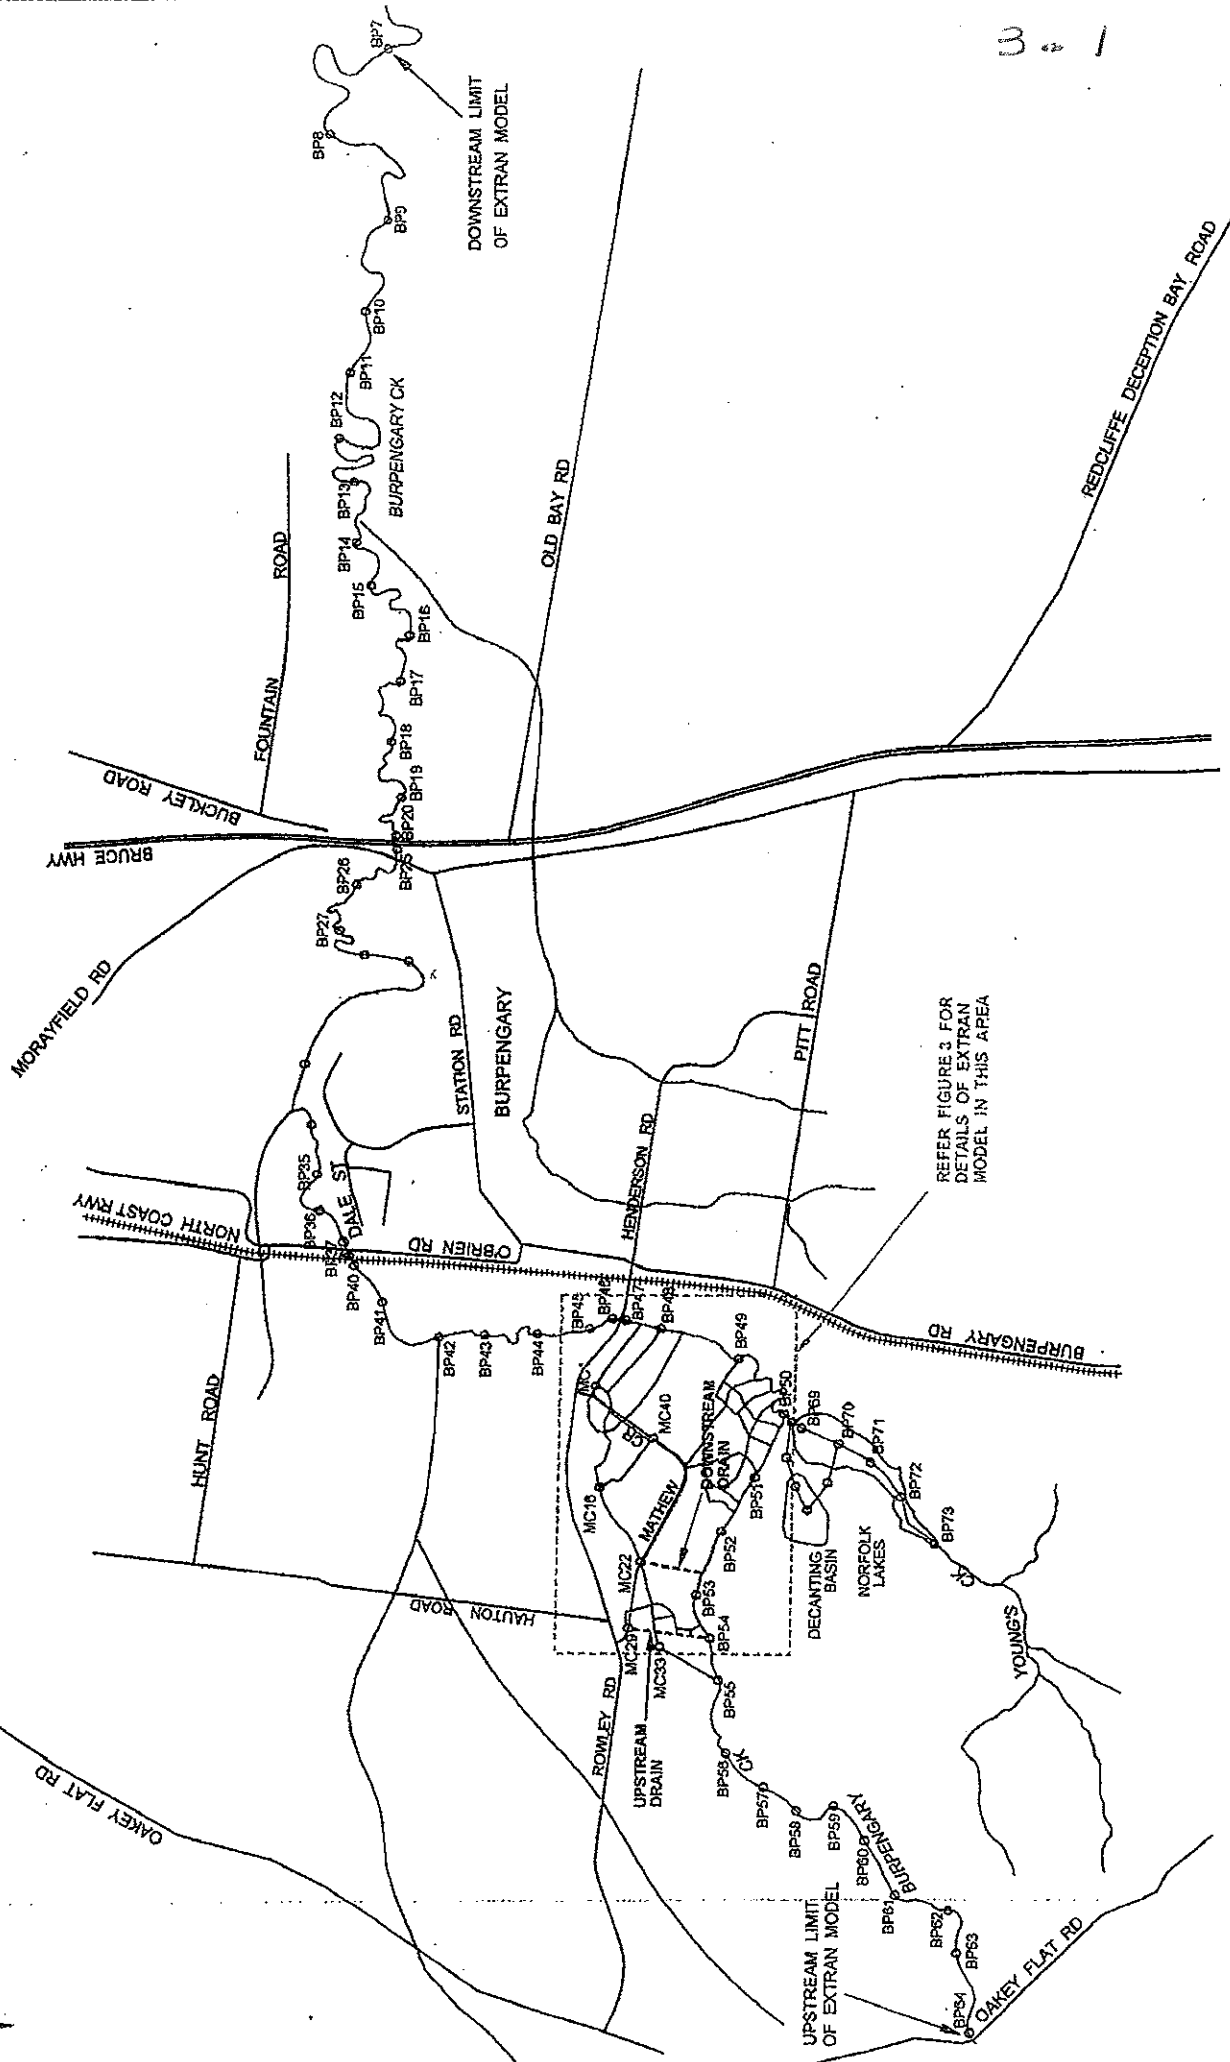 3-1
BP7
DOWNSTREAM LIMIT
OF EXTRAN MODEL
BP8
BP9
BP10
BP11
BP12
BURPENGARY CK
BP13
BP14
BP15
BP16
BP17
BP18
BP19
BP20
BP25
BP26
BP27
FOUNTAIN ROAD
BUCKLEY ROAD
BRUCE HWY
MORAYFIELD RD
OLD BAY RD
REDCLIFFE DECEPTION BAY ROAD
STATION RD
BURPENGARY
PITT ROAD
HENDERSON RD
REFER FIGURE 3 FOR
DETAILS OF EXTRAN
MODEL IN THIS AREA
BP35
BP36
DALE ST
NORTH COAST RWY
O'BRIEN RD
BP37
BP40
BP41
BP42
BP43
BP44
BP45
BP46
BP47
BP48
BP49
BP50
BURPENGARY RD
HUNT ROAD
HAUTON ROAD
MC1
MC40
MC16
MATHEW CR
DOWNSTREAM
DRAIN
MC22
MC29
MC33
BP51
BP52
BP53
BP54
BP55
BP69
BP70
BP71
BP72
BP73
DECANTING
BASIN
NORFOLK
LAKES
YOUNG'S CK
ROWLEY RD
UPSTREAM
DRAIN
OAKEY FLAT RD
BP56
CK
BP57
BP58
BP59
BP60
BURPENGARY
BP61
BP62
BP63
BP64
UPSTREAM LIMIT
OF EXTRAN MODEL
OAKEY FLAT RD